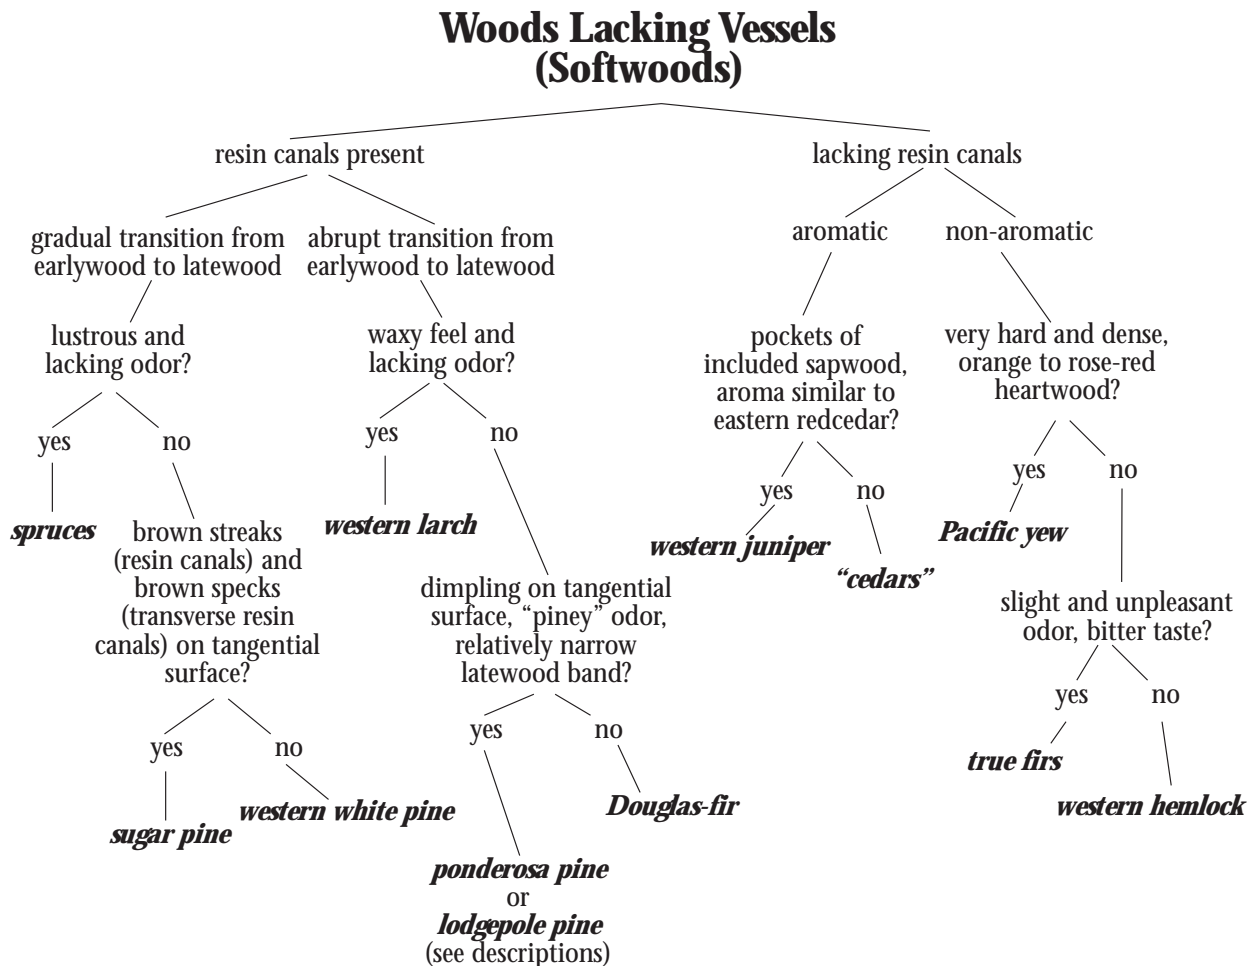 Woods Lacking Vessels
(Softwoods)
resin canals present
lacking resin canals
gradual transition from
earlywood to latewood
abrupt transition from
earlywood to latewood
aromatic
non-aromatic
lustrous and
lacking odor?
waxy feel and
lacking odor?
pockets of
included sapwood,
aroma similar to
eastern redcedar?
very hard and dense,
orange to rose-red
heartwood?
yes
no
yes
no
yes
no
yes
no
spruces
brown streaks
(resin canals) and
brown specks
(transverse resin
canals) on tangential
surface?
western larch
dimpling on tangential
surface, “piney” odor,
relatively narrow
latewood band?
western juniper
“cedars”
Pacific yew
slight and unpleasant
odor, bitter taste?
yes
no
yes
no
yes
no
sugar pine
western white pine
ponderosa pine
or
lodgepole pine
(see descriptions)
Douglas-fir
true firs
western hemlock